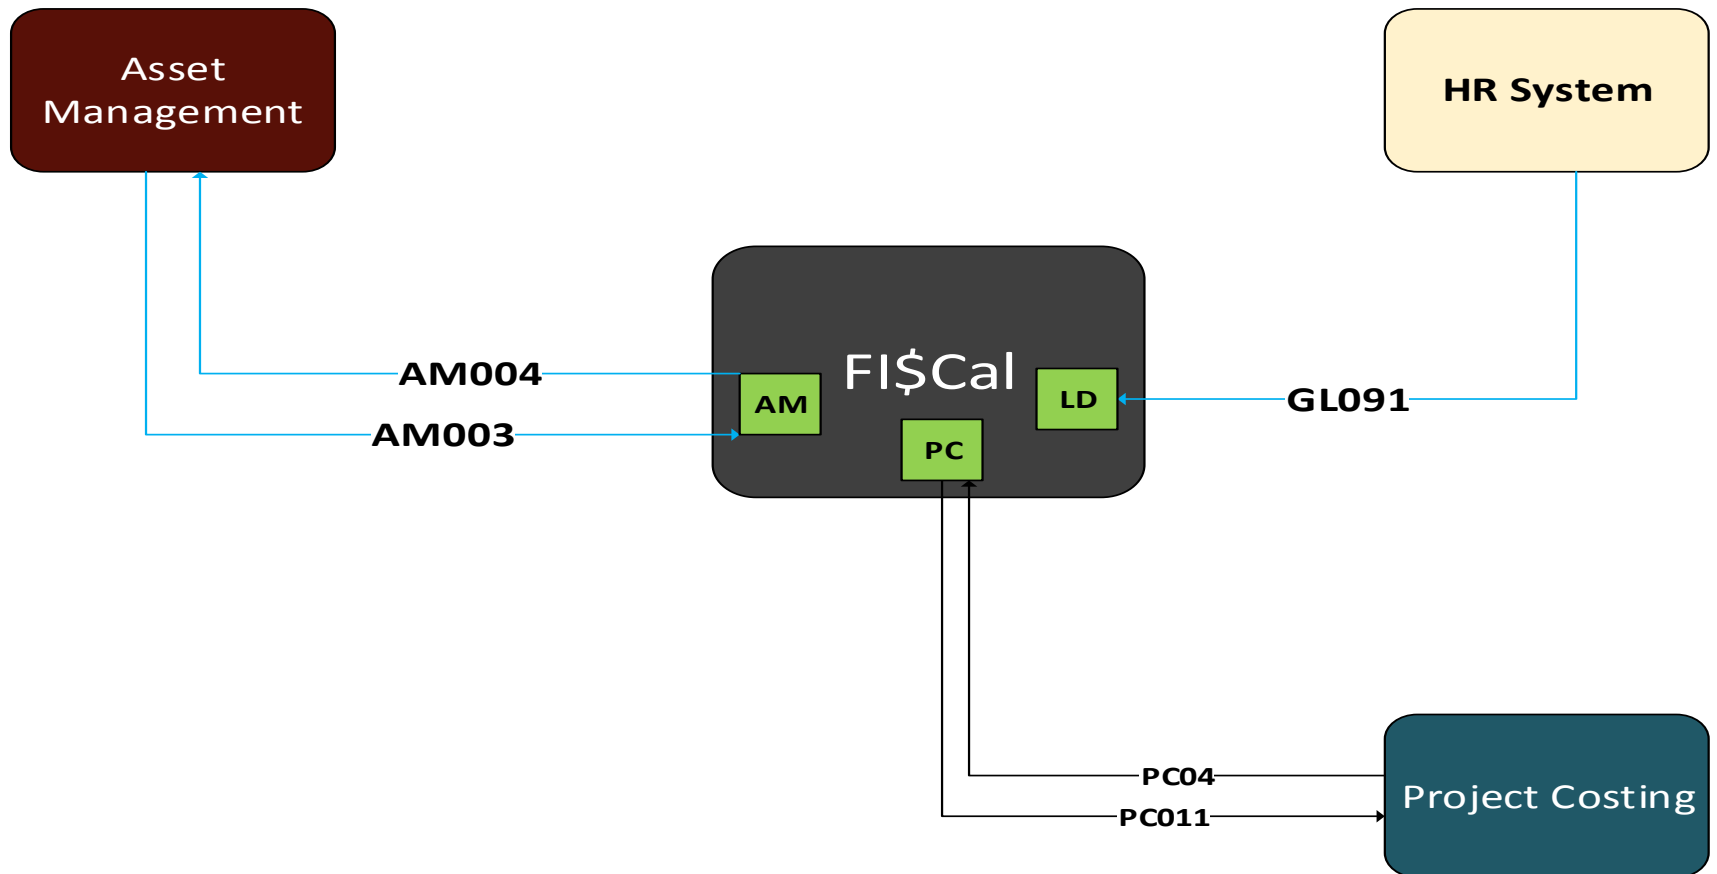 Asset
Management
HR System
FI$Cal
AM004
AM
LD
GL091
AM003
PC
PC04
PC011
Project Costing